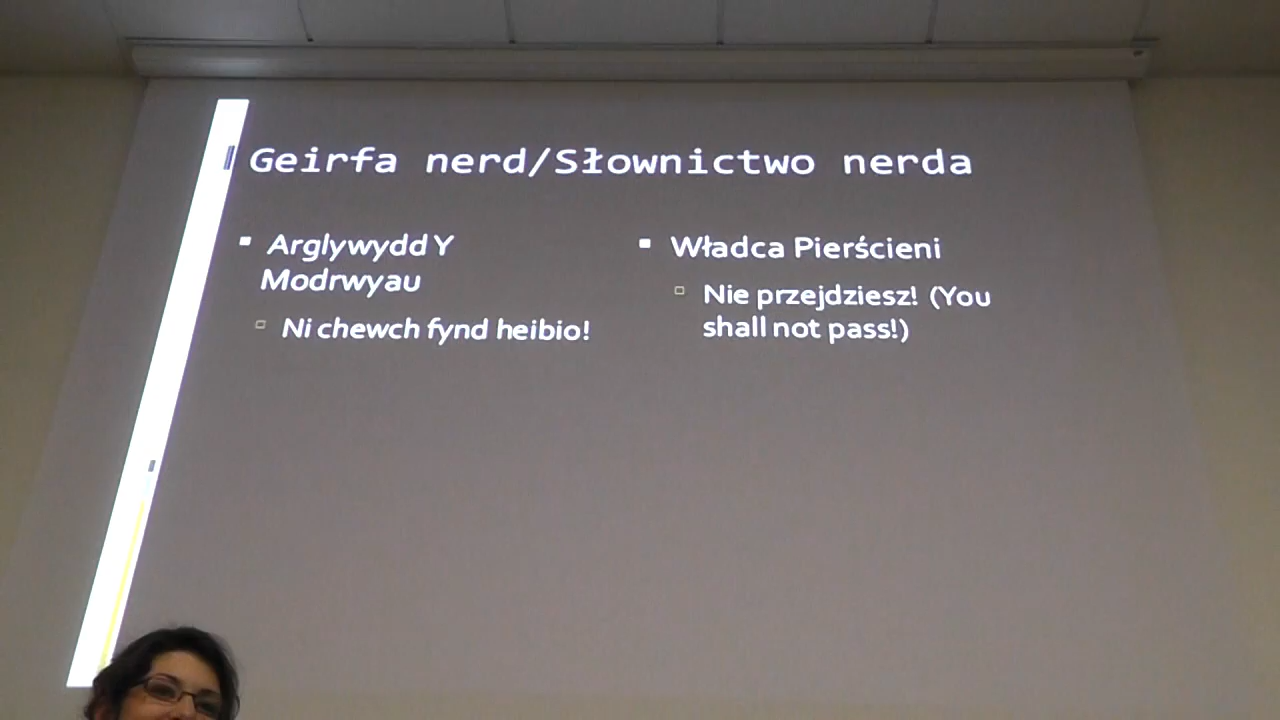 Geirfa nerd/Słownictwo nerda
Arglywydd Y
Modrwyau
Ni chewch fynd heibio!
Władca Pierścieni
Nie przejdziesz! (You
shall not pass!)